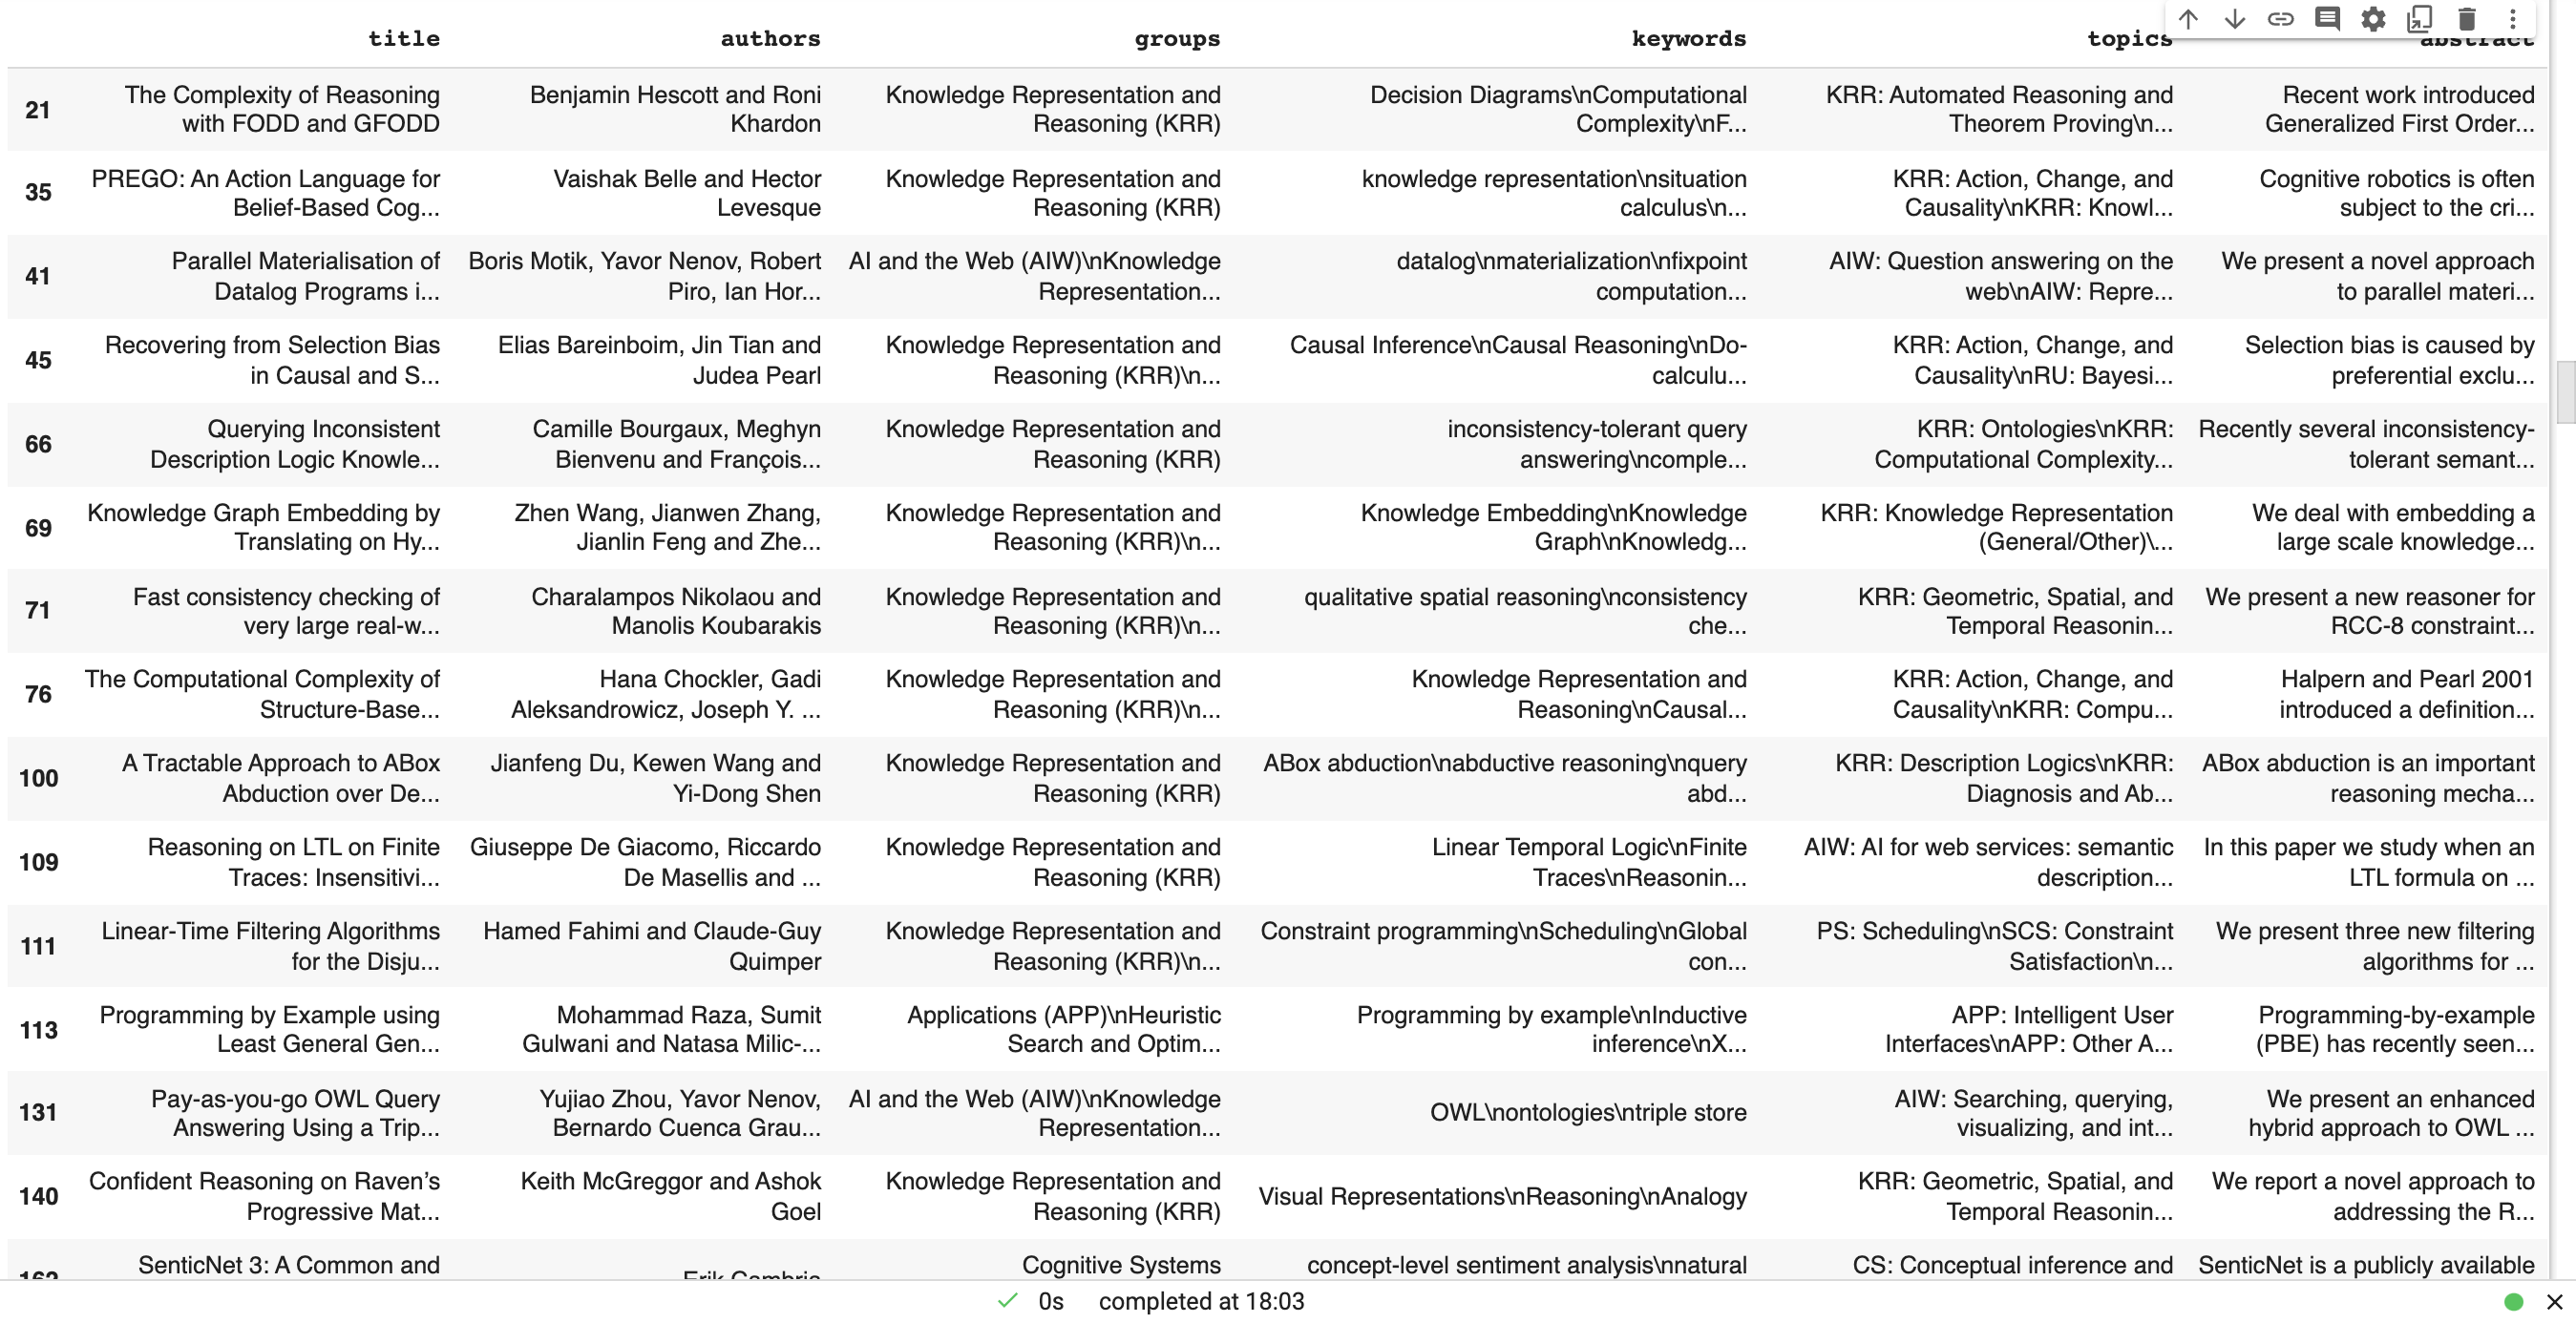 title authors groups keywords topics abstract
21 The Complexity of Reasoning with FODD and GFODD Benjamin Hescott and Roni Khardon Knowledge Representation and Reasoning (KRR) Decision Diagrams\nComputational Complexity\nF... KRR: Automated Reasoning and Theorem Proving\n... Recent work introduced Generalized First Order...
35 PREGO: An Action Language for Belief-Based Cog... Vaishak Belle and Hector Levesque Knowledge Representation and Reasoning (KRR) knowledge representation\nsituation calculus\n... KRR: Action, Change, and Causality\nKRR: Knowl... Cognitive robotics is often subject to the cri...
41 Parallel Materialisation of Datalog Programs i... Boris Motik, Yavor Nenov, Robert Piro, Ian Hor... AI and the Web (AIW)\nKnowledge Representation... datalog\nmaterialization\nfixpoint computation... AIW: Question answering on the web\nAIW: Repre... We present a novel approach to parallel materi...
45 Recovering from Selection Bias in Causal and S... Elias Bareinboim, Jin Tian and Judea Pearl Knowledge Representation and Reasoning (KRR)\n... Causal Inference\nCausal Reasoning\nDo-calculu... KRR: Action, Change, and Causality\nRU: Bayesi... Selection bias is caused by preferential exclu...
66 Querying Inconsistent Description Logic Knowle... Camille Bourgaux, Meghyn Bienvenu and François... Knowledge Representation and Reasoning (KRR) inconsistency-tolerant query answering\ncomple... KRR: Ontologies\nKRR: Computational Complexity... Recently several inconsistency-tolerant semant...
69 Knowledge Graph Embedding by Translating on Hy... Zhen Wang, Jianwen Zhang, Jianlin Feng and Zhe... Knowledge Representation and Reasoning (KRR)\n... Knowledge Embedding\nKnowledge Graph\nKnowledg... KRR: Knowledge Representation (General/Other)\... We deal with embedding a large scale knowledge...
71 Fast consistency checking of very large real-w... Charalampos Nikolaou and Manolis Koubarakis Knowledge Representation and Reasoning (KRR)\n... qualitative spatial reasoning\nconsistency che... KRR: Geometric, Spatial, and Temporal Reasonin... We present a new reasoner for RCC-8 constraint...
76 The Computational Complexity of Structure-Base... Hana Chockler, Gadi Aleksandrowicz, Joseph Y. ... Knowledge Representation and Reasoning (KRR)\n... Knowledge Representation and Reasoning\nCausal... KRR: Action, Change, and Causality\nKRR: Compu... Halpern and Pearl 2001 introduced a definition...
100 A Tractable Approach to ABox Abduction over De... Jianfeng Du, Kewen Wang and Yi-Dong Shen Knowledge Representation and Reasoning (KRR) ABox abduction\nabductive reasoning\nquery abd... KRR: Description Logics\nKRR: Diagnosis and Ab... ABox abduction is an important reasoning mecha...
109 Reasoning on LTL on Finite Traces: Insensitivi... Giuseppe De Giacomo, Riccardo De Masellis and ... Knowledge Representation and Reasoning (KRR) Linear Temporal Logic\nFinite Traces\nReasonin... AIW: AI for web services: semantic description... In this paper we study when an LTL formula on ...
111 Linear-Time Filtering Algorithms for the Disju... Hamed Fahimi and Claude-Guy Quimper Knowledge Representation and Reasoning (KRR)\n... Constraint programming\nScheduling\nGlobal con... PS: Scheduling\nSCS: Constraint Satisfaction\n... We present three new filtering algorithms for ...
113 Programming by Example using Least General Gen... Mohammad Raza, Sumit Gulwani and Natasa Milic-... Applications (APP)\nHeuristic Search and Optim... Programming by example\nInductive inference\nX... APP: Intelligent User Interfaces\nAPP: Other A... Programming-by-example (PBE) has recently seen...
131 Pay-as-you-go OWL Query Answering Using a Trip... Yujiao Zhou, Yavor Nenov, Bernardo Cuenca Grau... AI and the Web (AIW)\nKnowledge Representation... OWL\nontologies\ntriple store AIW: Searching, querying, visualizing, and int... We present an enhanced hybrid approach to OWL ...
140 Confident Reasoning on Raven’s Progressive Mat... Keith McGreggor and Ashok Goel Knowledge Representation and Reasoning (KRR) Visual Representations\nReasoning\nAnalogy KRR: Geometric, Spatial, and Temporal Reasonin... We report a novel approach to addressing the R...
SenticNet 3: A Common and Erik Cambria Cognitive Systems concept-level sentiment analysis\nnatural CS: Conceptual inference and SenticNet is a publicly available
0s completed at 18:03